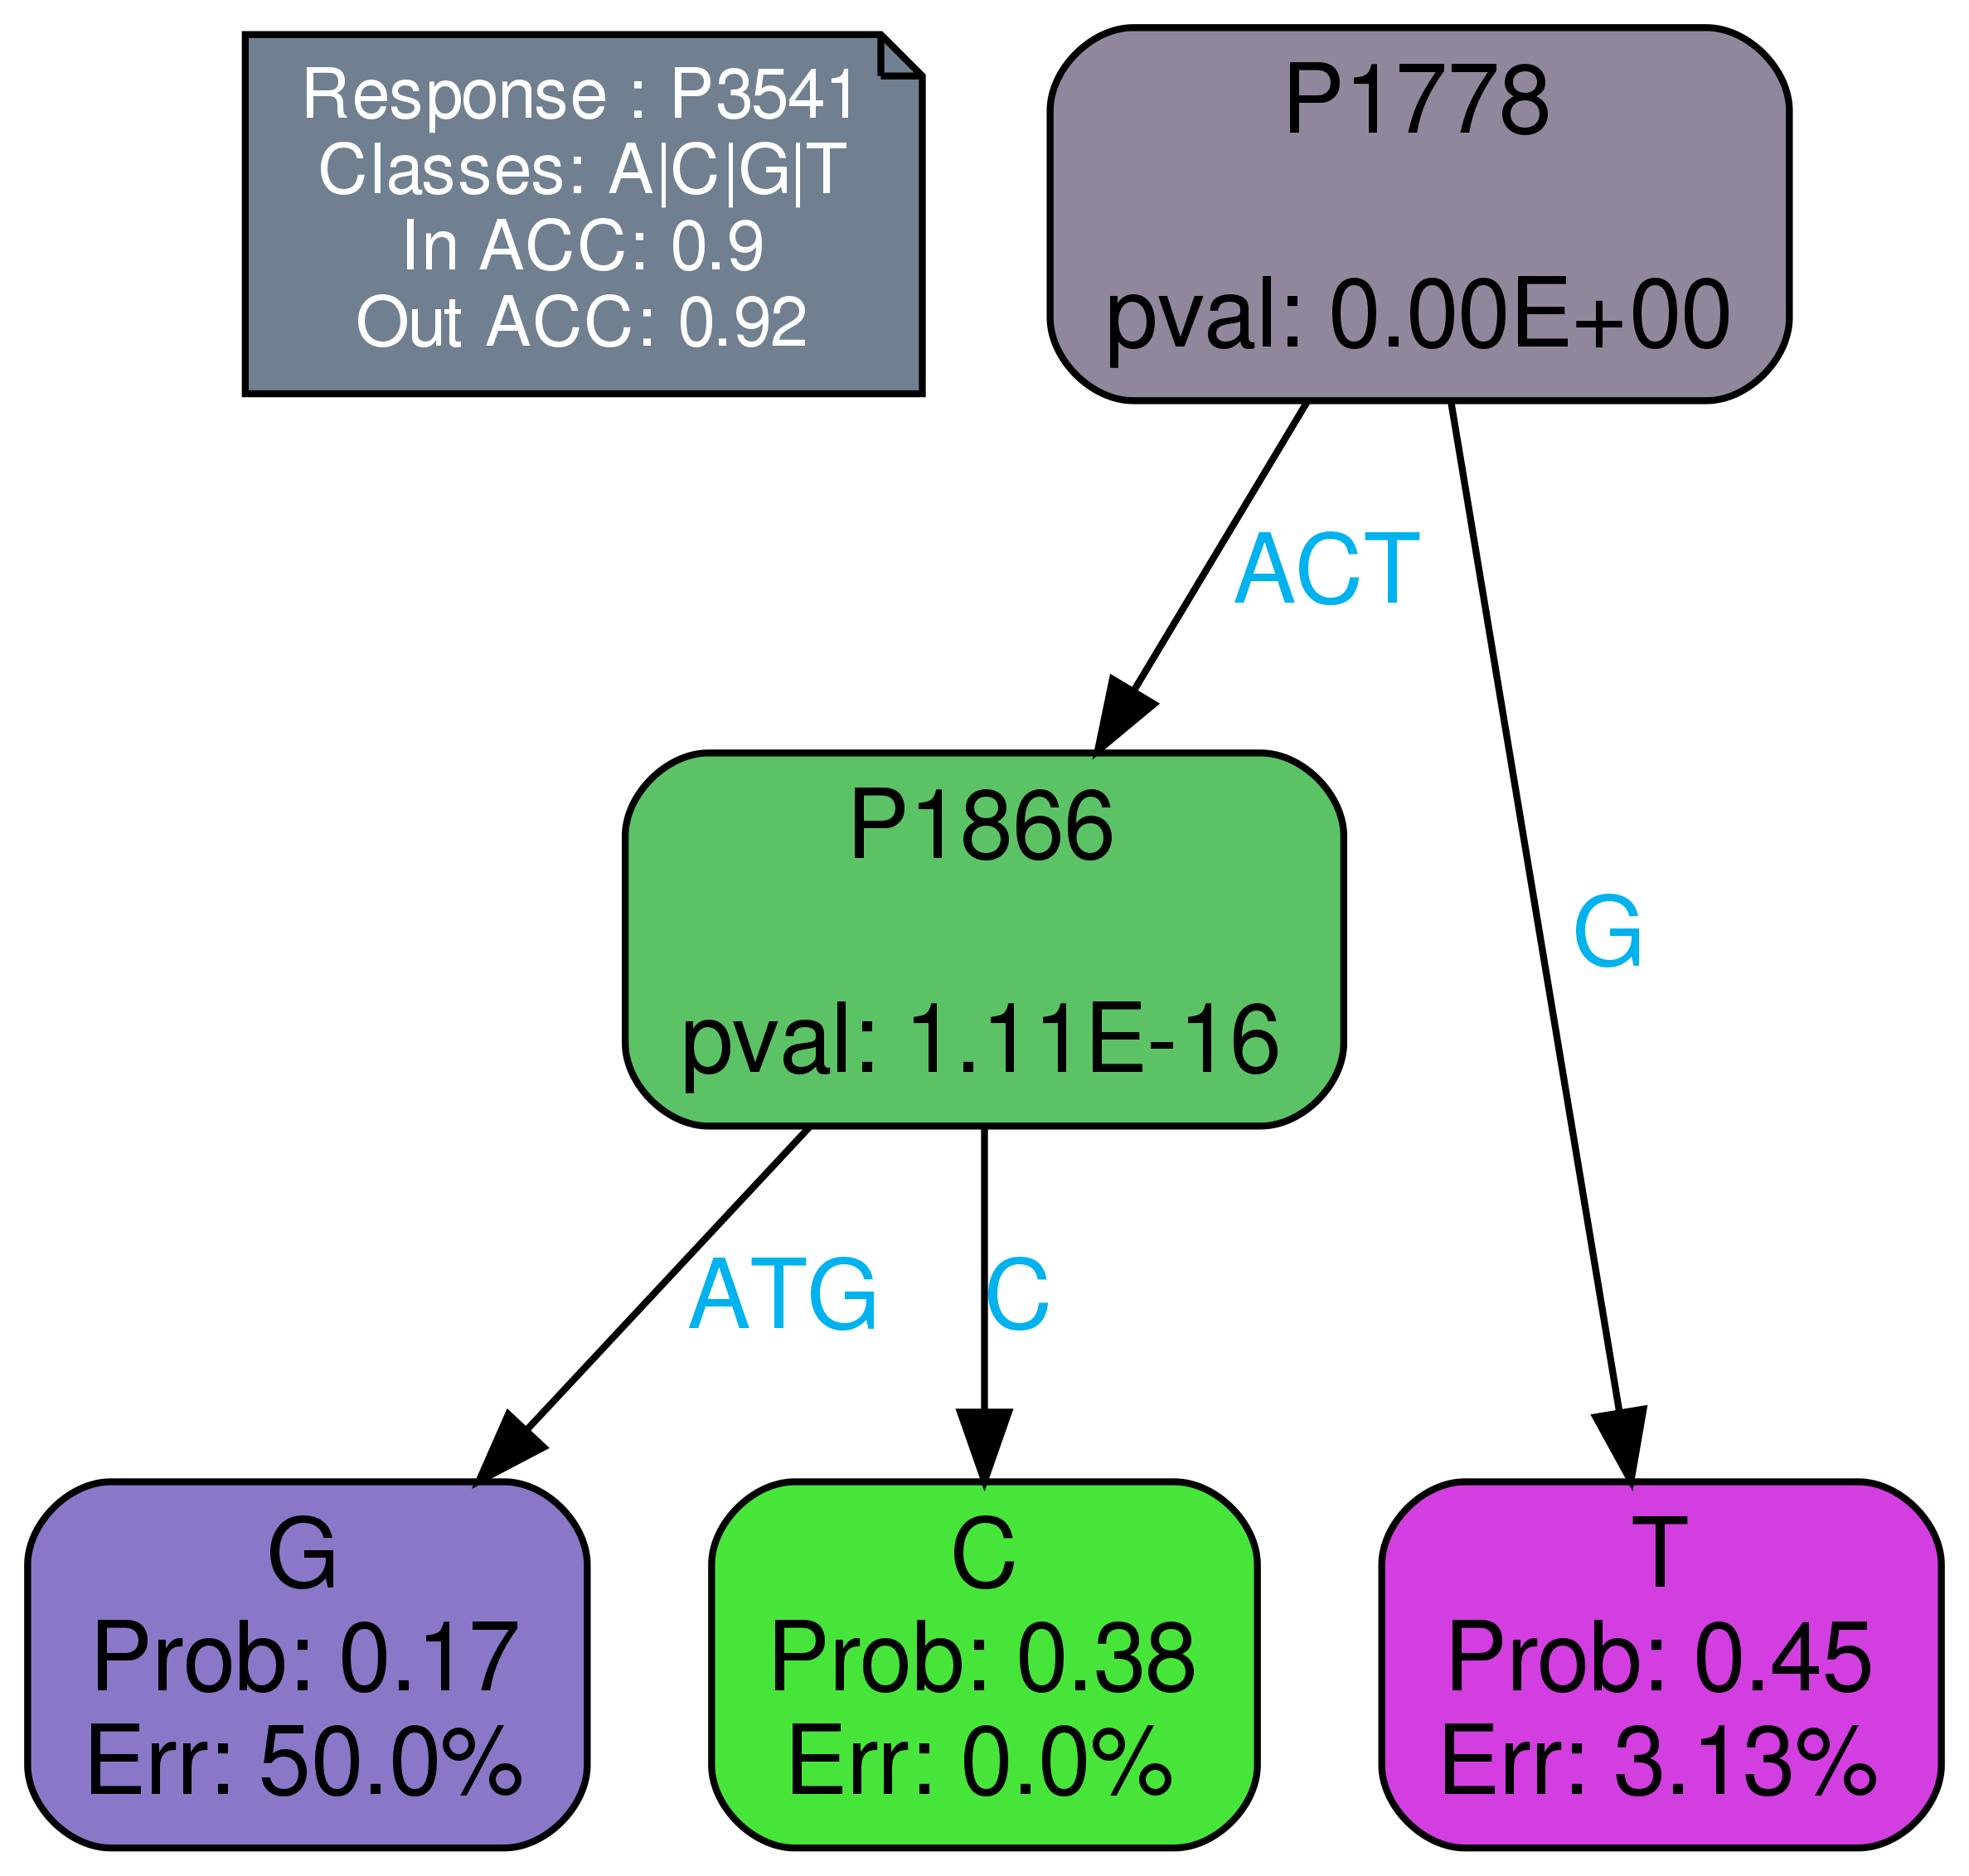 Response : P3541
Classes: A|C|G|T
In ACC: 0.9
Out ACC: 0.92
P1778
pval: 0.00E+00
ACT
P1866
pval: 1.11E-16
G
ATG
C
G
Prob: 0.17
Err: 50.0%
C
Prob: 0.38
Err: 0.0%
T
Prob: 0.45
Err: 3.13%